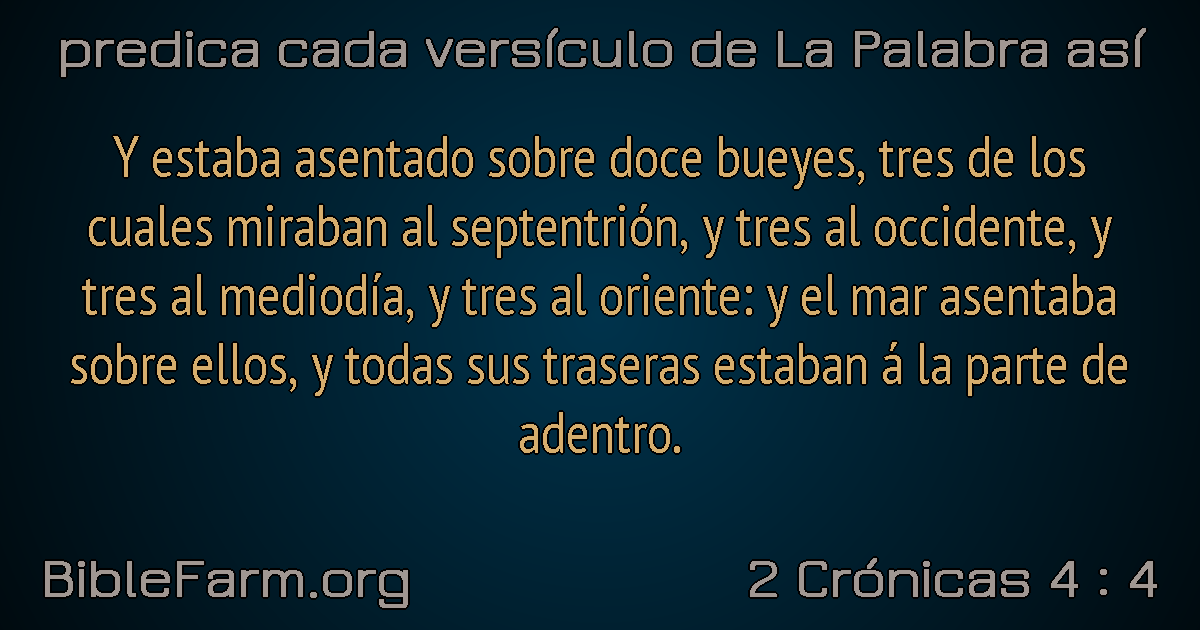 predica cada versículo de La Palabra así
Y estaba asentado sobre doce bueyes, tres de los
cuales miraban al septentrión, y tres al occidente, y
tres al mediodía, y tres al oriente: y el mar asentaba
sobre ellos, y todas sus traseras estaban á la parte de
adentro.
BibleFarm.org
2 Crónicas 4 : 4